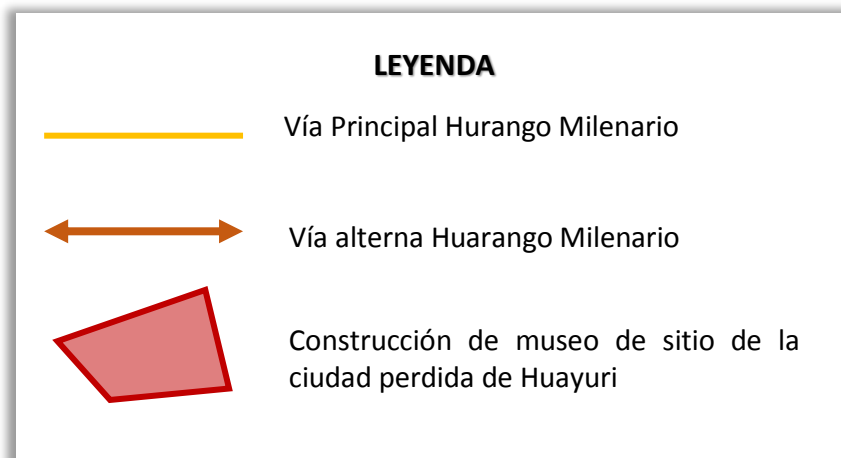 LEYENDA
Vía Principal Hurango Milenario
Vía alterna Huarango Milenario
Construcción de museo de sitio de la
ciudad perdida de Huayuri